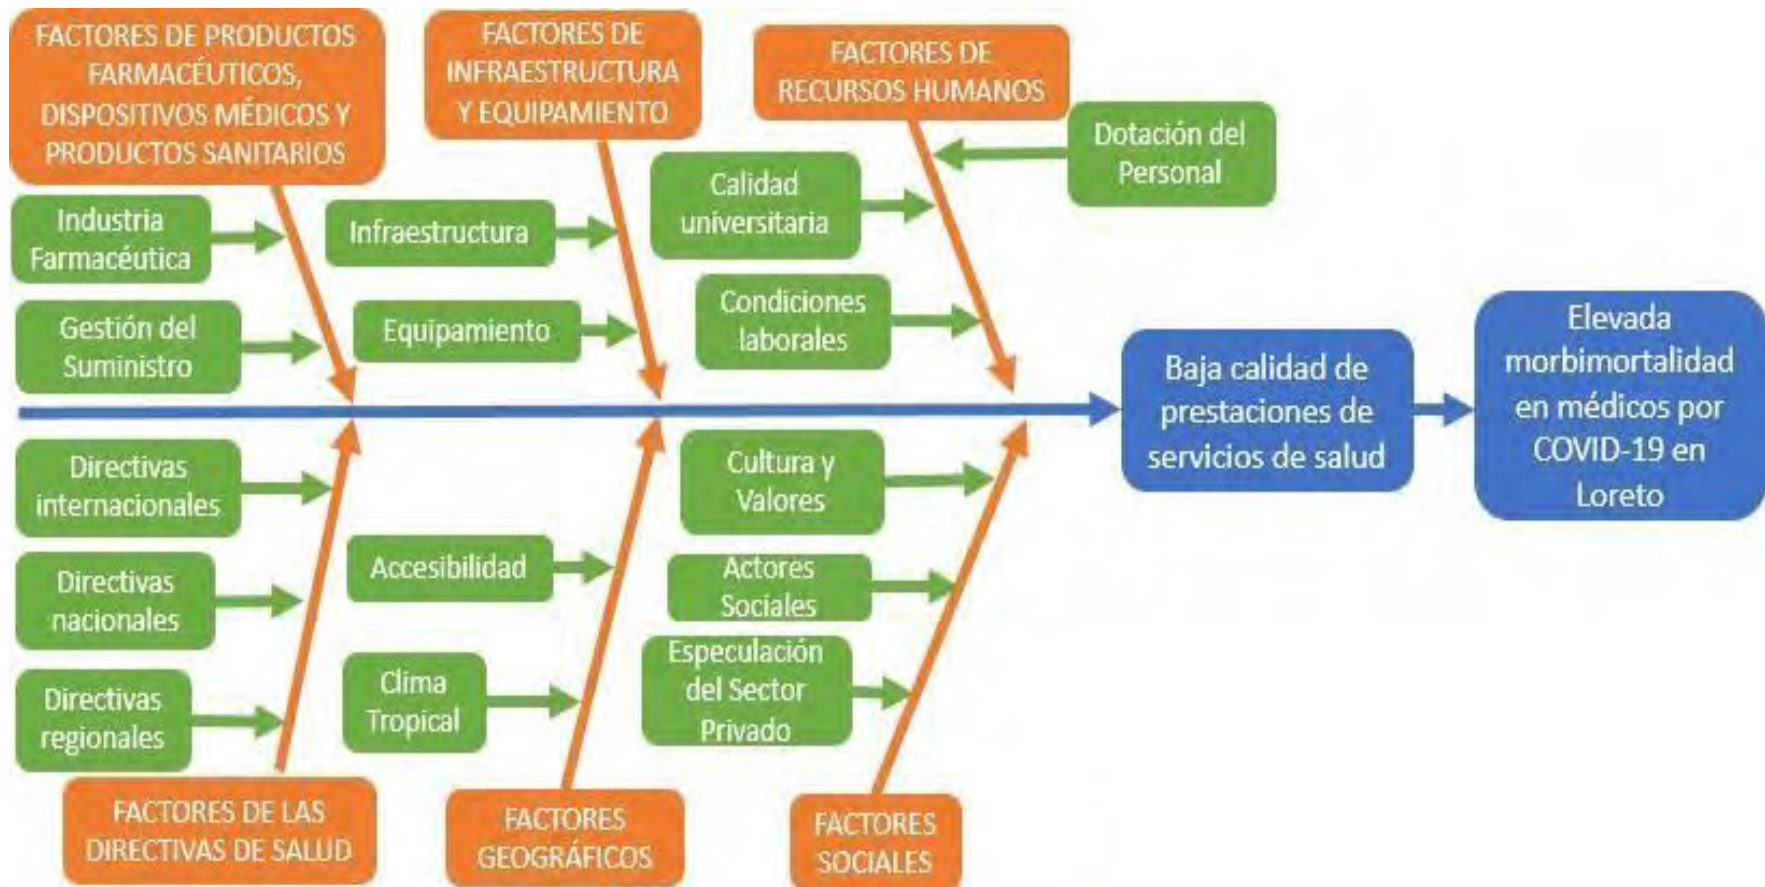 FACTORES DE PRODUCTOS
FARMACÉUTICOS,
DISPOSITIVOS MÉDICOS Y
PRODUCTOS SANITARIOS
FACTORES DE
INFRAESTRUCTURA
Y EQUIPAMIENTO
FACTORES DE
RECURSOS HUMANOS
Dotación del
Personal
Industria
Farmacéutica
Infraestructura
Calidad
universitaria
Gestión del
Suministro
Equipamiento
Condiciones
laborales
Baja calidad de
prestaciones de
servicios de salud
Elevada
morbimortalidad
en médicos por
COVID-19 en
Loreto
Directivas
internacionales
Directivas
nacionales
Directivas
regionales
Accesibilidad
Clima
Tropical
Cultura y
Valores
Actores
Sociales
Especulación
del Sector
Privado
FACTORES DE LAS
DIRECTIVAS DE SALUD
FACTORES
GEOGRÁFICOS
FACTORES
SOCIALES